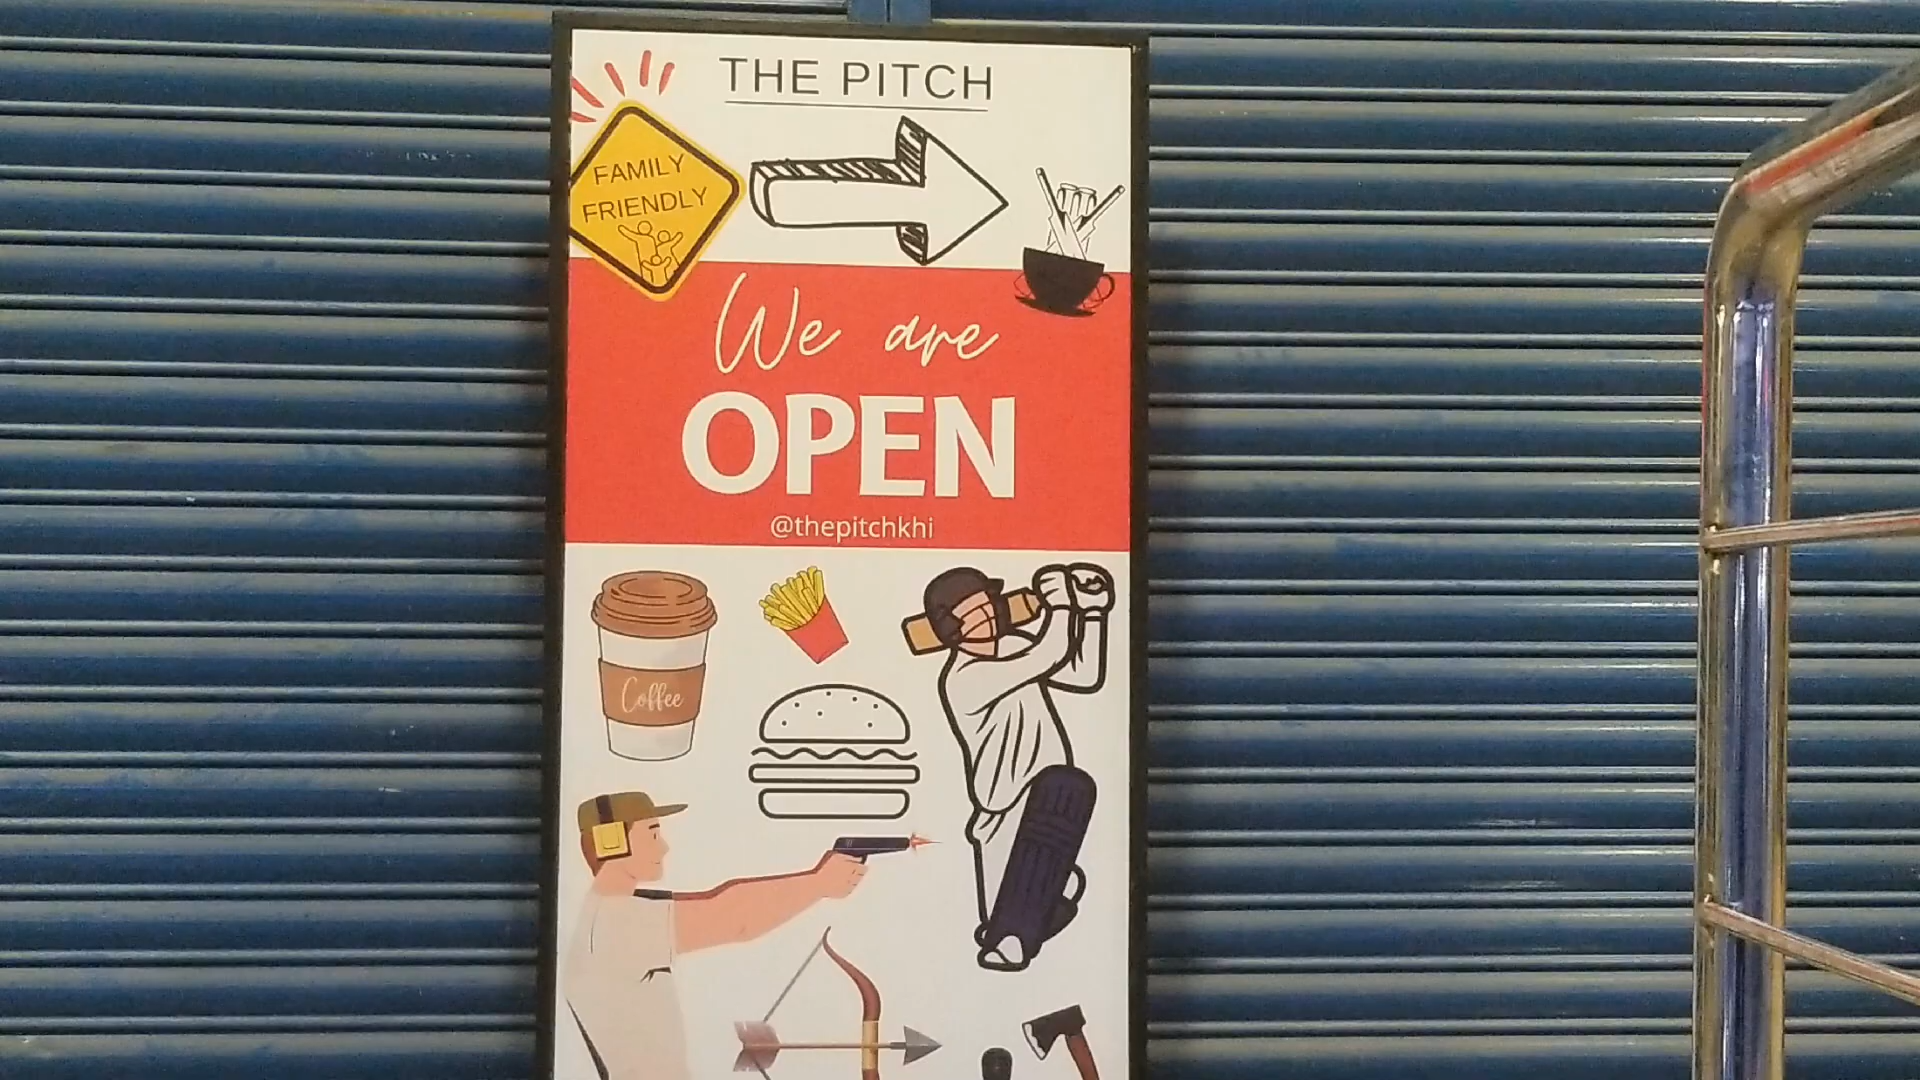 THE PITCH
FAMILY
FRIENDLY
We are
OPEN
@thepitchkhi
Coffee